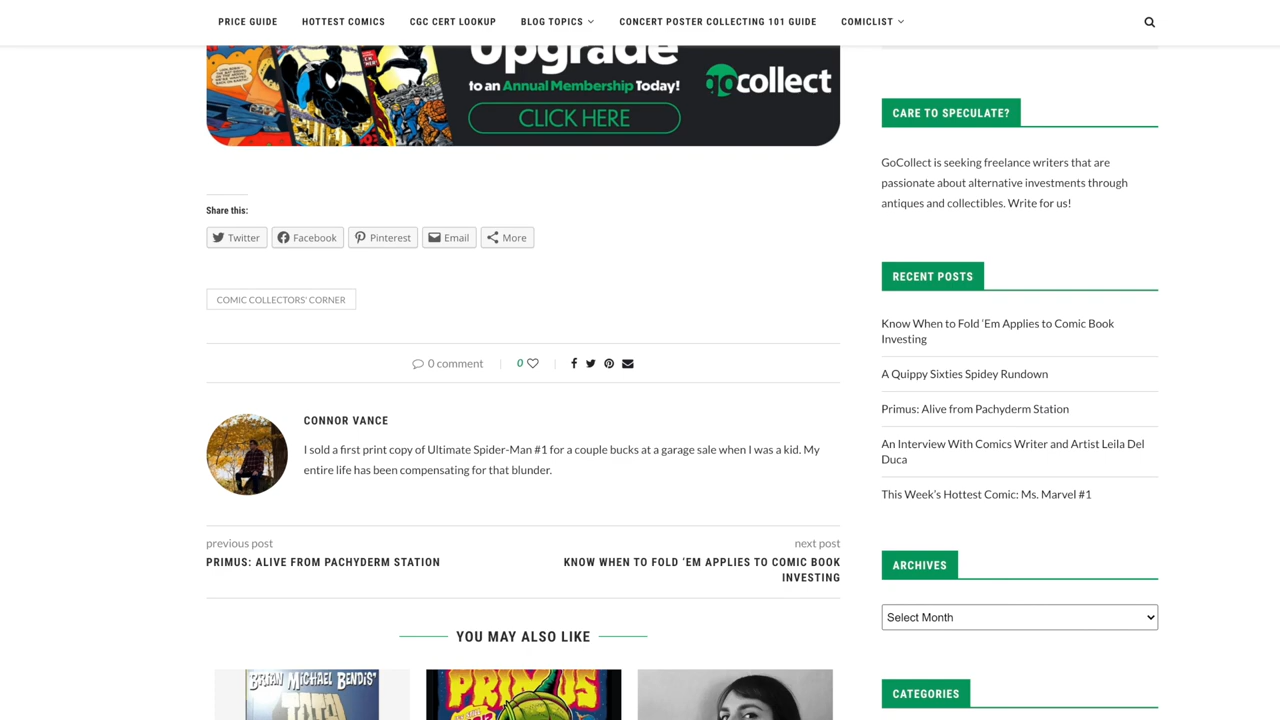 PRICE GUIDE HOTTEST COMICS CGC CERT LOOKUP BLOG TOPICS CONCERT POSTER COLLECTING 101 GUIDE COMICLIST
Upgrade
to an Annual Membership Today!
CLICK HERE
gocollect
Share this:
Twitter Facebook Pinterest Email More
COMIC COLLECTORS' CORNER
0 comment 0
CONNOR VANCE
I sold a first print copy of Ultimate Spider-Man #1 for a couple bucks at a garage sale when I was a kid. My
entire life has been compensating for that blunder.
previous post
PRIMUS: ALIVE FROM PACHYDERM STATION
next post
KNOW WHEN TO FOLD ‘EM APPLIES TO COMIC BOOK
INVESTING
YOU MAY ALSO LIKE
BRIAN MICHAEL BENDIS
PRIMUS
CARE TO SPECULATE?
GoCollect is seeking freelance writers that are
passionate about alternative investments through
antiques and collectibles. Write for us!
RECENT POSTS
Know When to Fold ‘Em Applies to Comic Book
Investing
A Quippy Sixties Spidey Rundown
Primus: Alive from Pachyderm Station
An Interview With Comics Writer and Artist Leila Del
Duca
This Week’s Hottest Comic: Ms. Marvel #1
ARCHIVES
Select Month
CATEGORIES